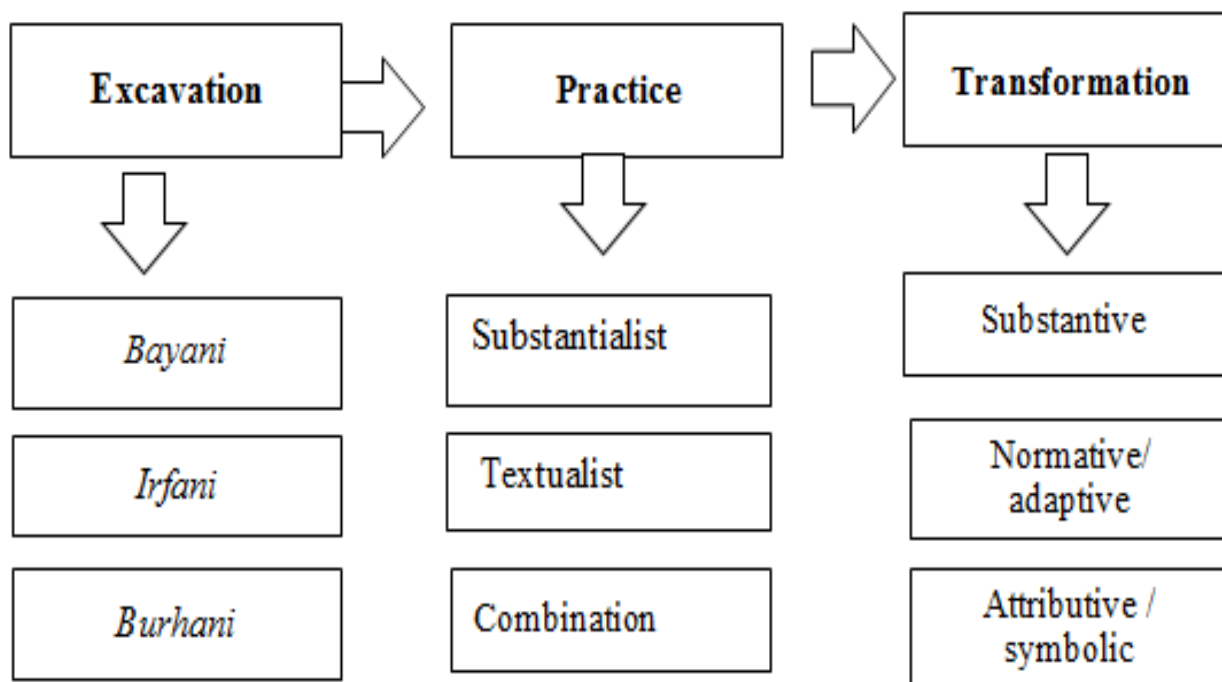 Excavation
Practice
Transformation
Bayani
Substantialist
Substantive
Irfani
Textualist
Normative/
adaptive
Burhani
Combination
Attributive /
symbolic